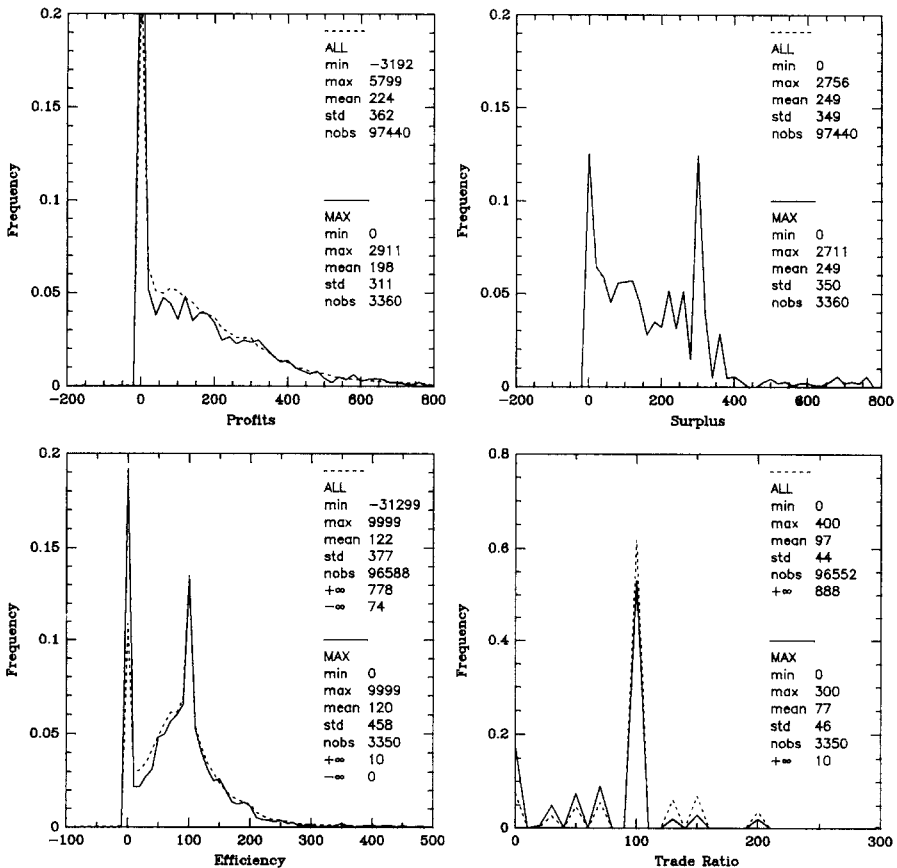 0.2
0.15
0.1
0.05
0
-200
0
200
400
600
800
Frequency
Profits
ALL
min -3192
max 5799
mean 224
std 362
nobs 97440
MAX
min 0
max 2911
mean 198
std 311
nobs 3360
0.2
0.15
0.1
0.05
0
-200
0
200
400
600
800
Frequency
Surplus
ALL
min 0
max 2756
mean 249
std 349
nobs 97440
MAX
min 0
max 2711
mean 249
std 350
nobs 3360
0.2
0.15
0.1
0.05
0
-100
0
100
200
300
400
500
Frequency
Efficiency
ALL
min -31299
max 9999
mean 122
std 377
nobs 96588
+∞ 778
-∞ 74
MAX
min 0
max 9999
mean 120
std 458
nobs 3350
+∞ 10
-∞ 0
0.8
0.6
0.4
0.2
0
0
100
200
300
Frequency
Trade Ratio
ALL
min 0
max 400
mean 97
std 44
nobs 96552
+∞ 888
MAX
min 0
max 300
mean 77
std 46
nobs 3350
+∞ 10